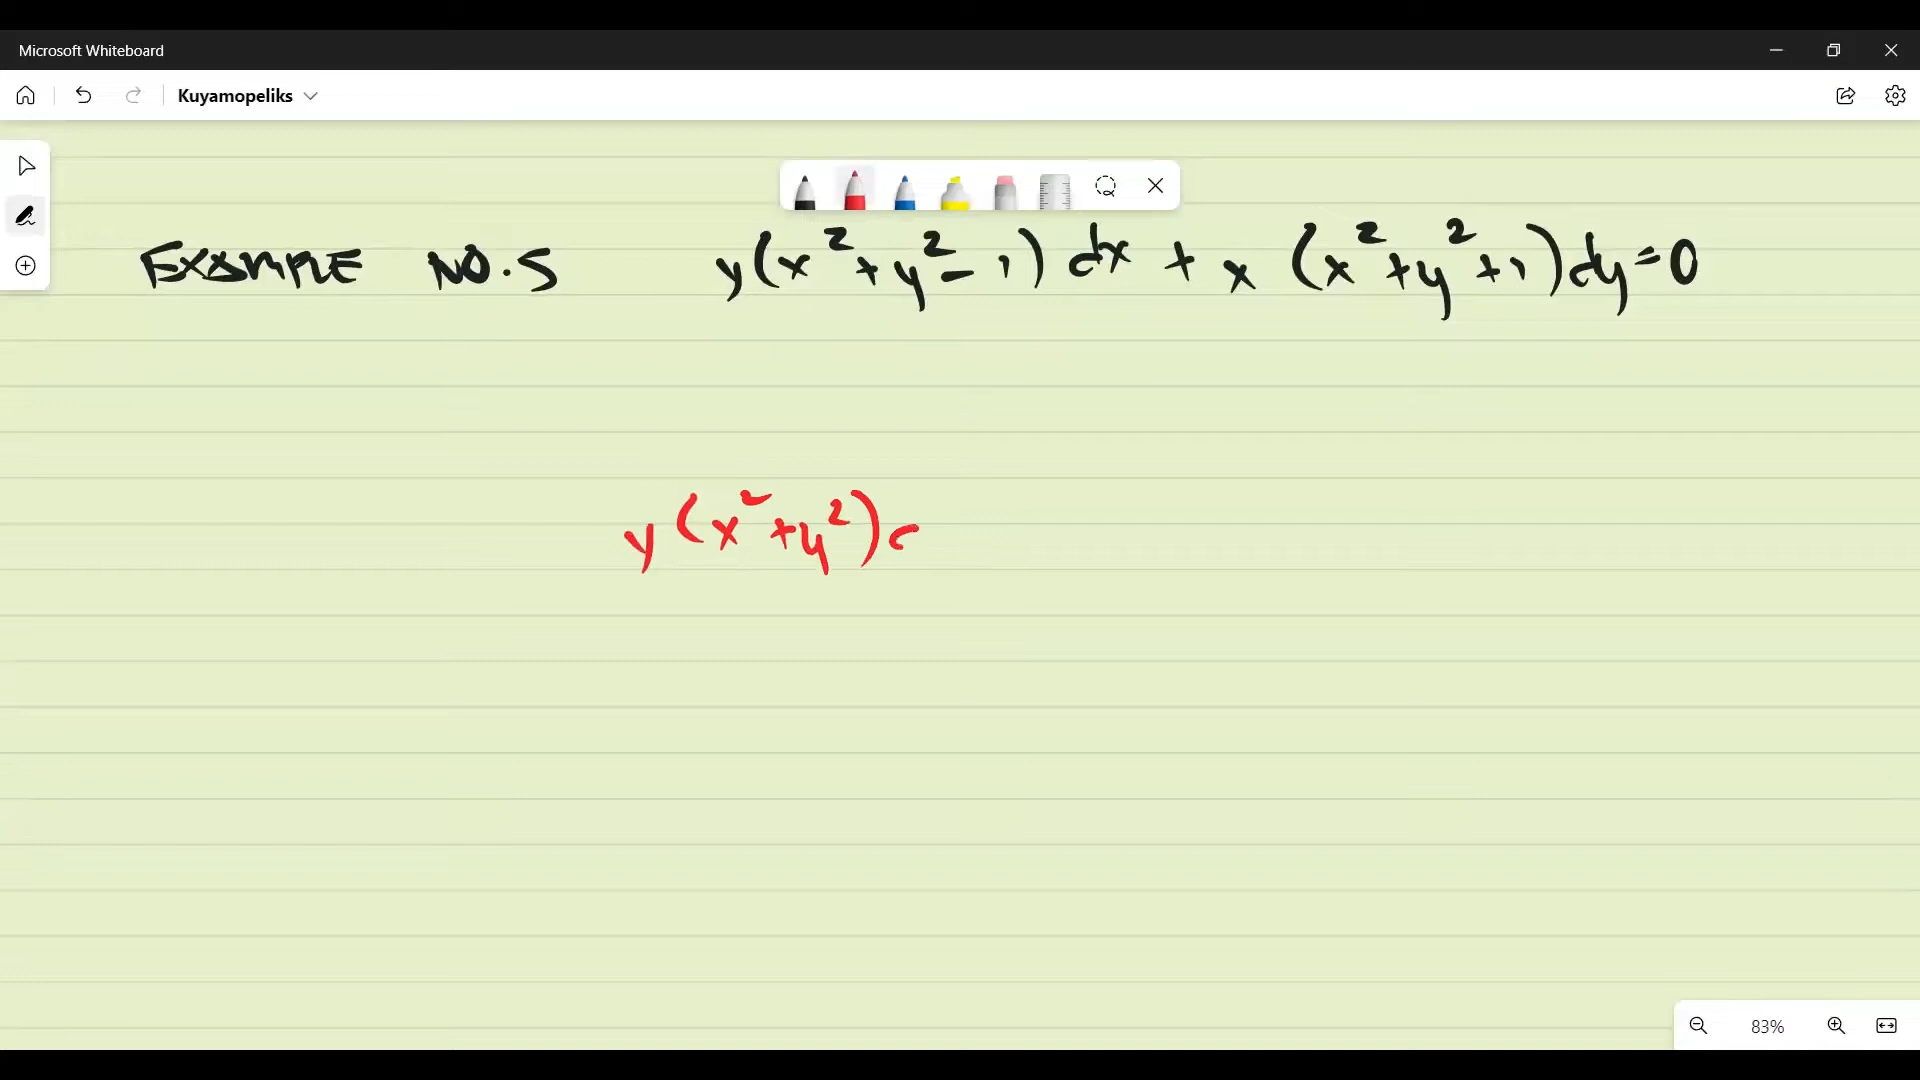 Microsoft Whiteboard
Kuyamopeliks
EXAMPLE NO. 5 y(x²+y²-1)dx + x(x²+y²+1)dy=0
y(x²+y²)c
83%